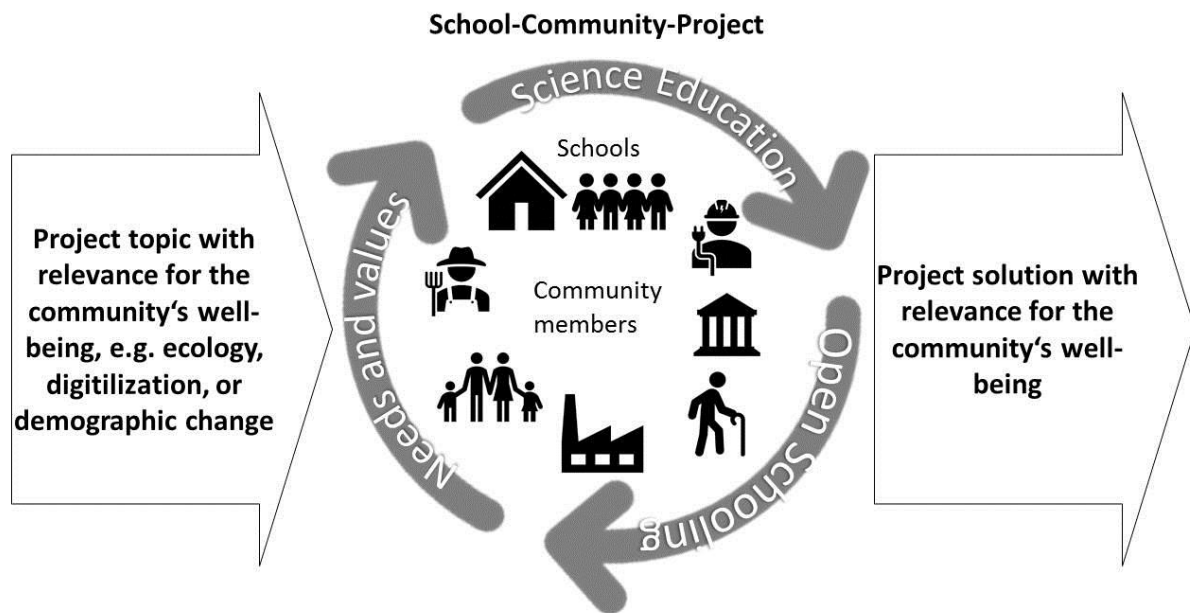 School-Community-Project
Project topic with
relevance for the
community‘s well-
being, e.g. ecology,
digitilization, or
demographic change
Needs and values
Science Education
Open Schooling
Schools
Community
members
Project solution with
relevance for the
community‘s well-
being